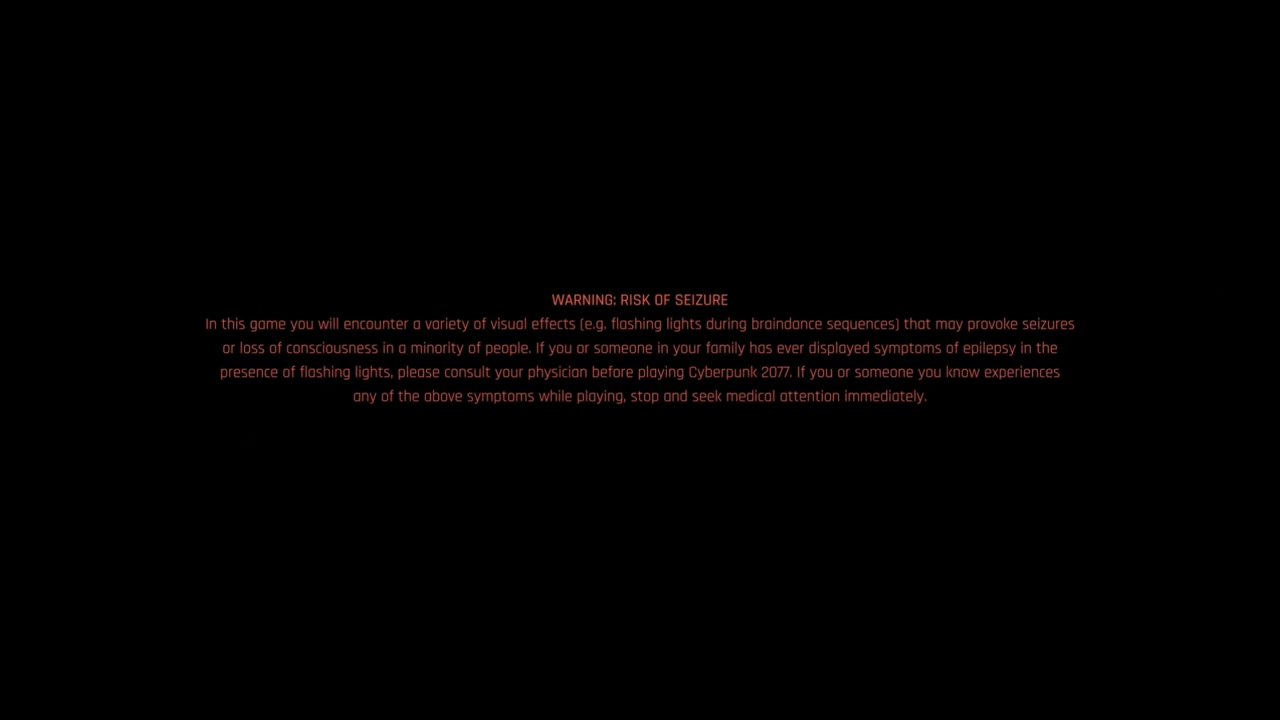 WARNING: RISK OF SEIZURE
In this game you will encounter a variety of visual effects (e.g. flashing lights during braindance sequences) that may provoke seizures
or loss of consciousness in a minority of people. If you or someone in your family has ever displayed symptoms of epilepsy in the
presence of flashing lights, please consult your physician before playing Cyberpunk 2077. If you or someone you know experiences
any of the above symptoms while playing, stop and seek medical attention immediately.